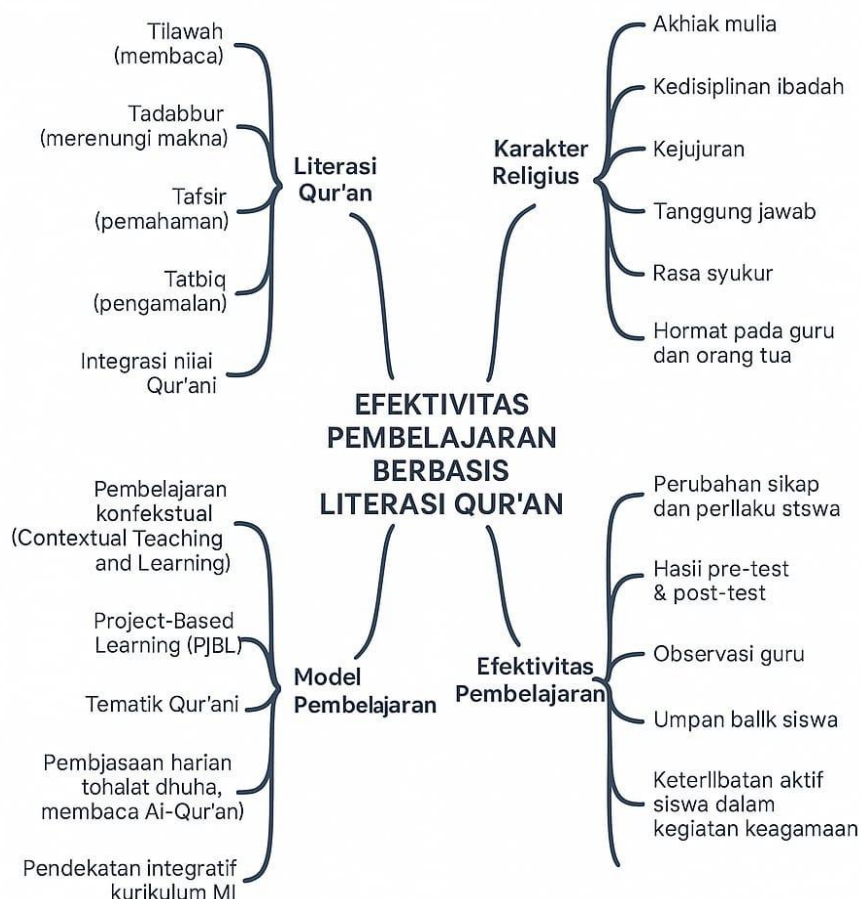 Tilawah
(membaca)
Tadabbur
(merenungi makna)
Tafsir
(pemahaman)
Tatbiq
(pengamalan)
Integrasi niiai
Qur'ani
Literasi
Qur'an
Karakter
Religius
Akhiak mulia
Kedisiplinan ibadah
Kejujuran
Tanggung jawab
Rasa syukur
Hormat pada guru
dan orang tua
EFEKTIVITAS
PEMBELAJARAN
BERBASIS
LITERASI QUR'AN
Pembelajaran
konfekstual
(Contextual Teaching
and Learning)
Project-Based
Learning (PJBL)
Tematik Qur'ani
Pembjasaan harian
tohalat dhuha,
membaca Ai-Qur'an)
Pendekatan integratif
kurikulum MI
Model
Pembelajaran
Efektivitas
Pembelajaran
Perubahan sikap
dan perllaku stswa
Hasii pre-test
& post-test
Observasi guru
Umpan ballk siswa
Keterllbatan aktif
siswa dalam
kegiatan keagamaan